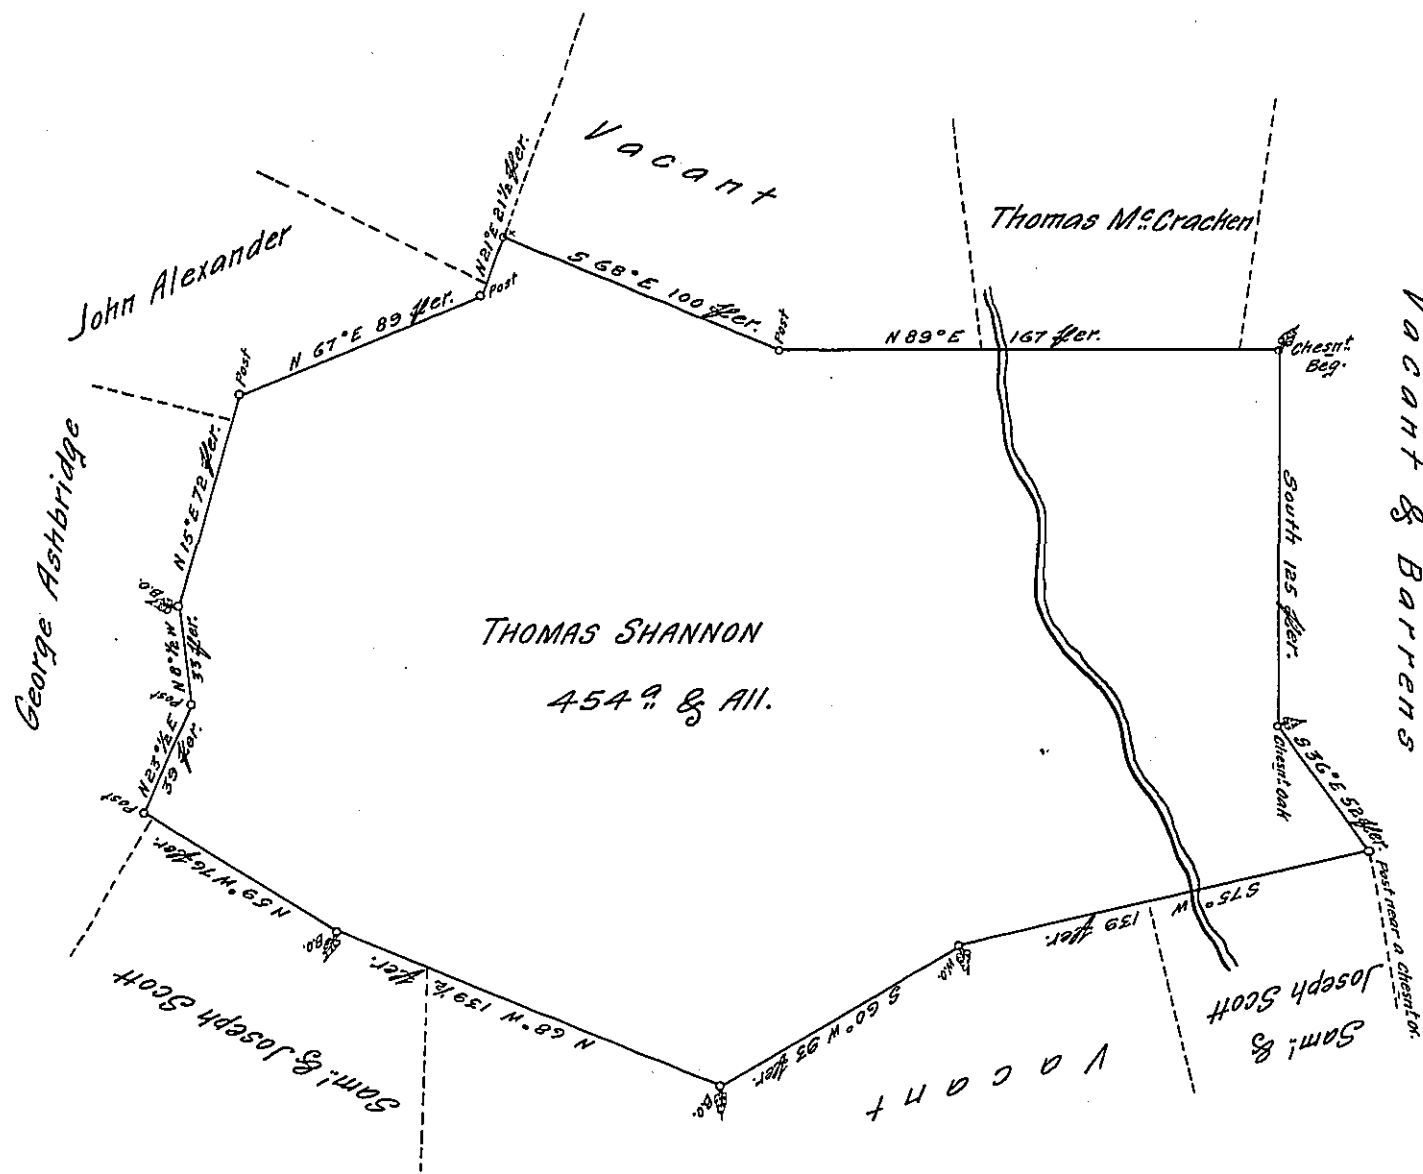 Vacant
Thomas McCracken
John Alexander
N 21° E 21½ per.
Post
S 68° E 100 per.
Post
N 89° E 167 per.
Chesnt
Beg.
N 67° E 89 per.
Post
Vacant & Barrens
George Ashbridge
N 15° E 72 per.
B.O.
N 8°½ W
33 per.
Post
N 23°½ E
39 per.
Post
THOMAS SHANNON
454 a & All.
South 125 per.
Chesnt Oak
S 36° E 52 per.
Post near a Chesnt or.
S 75° W 139 per.
W.O.
S 60° W 93 per.
B.O.
N 68° W 139½ per.
B.O.
N 59° W 76 per.
Saml & Joseph Scott
Vacant
Saml &
Joseph Scott